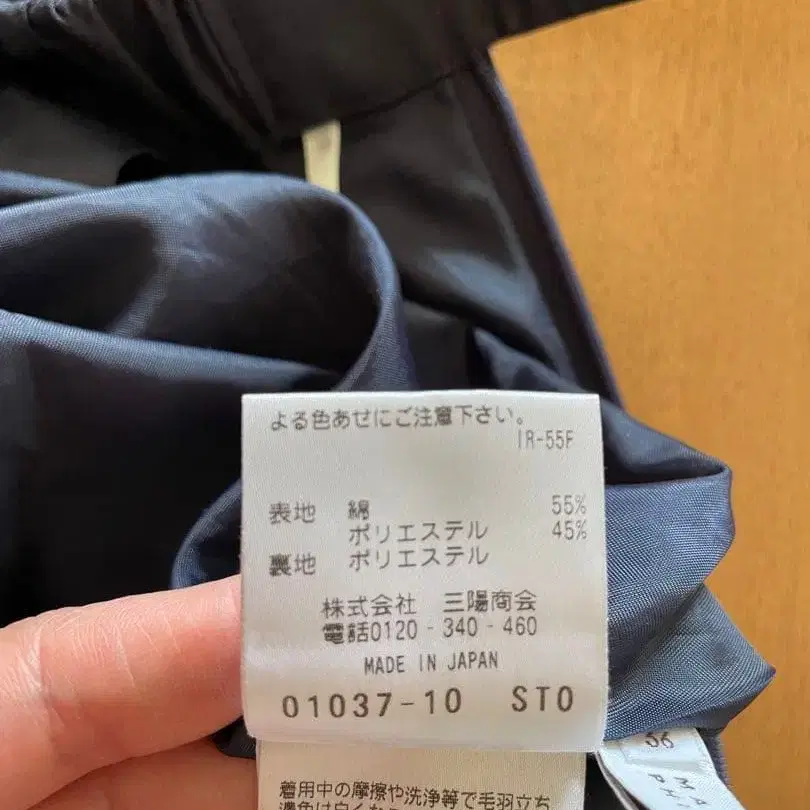 よる色あせにご注意下さい。
IR-55F
表地 綿 55%
ポリエステル 45%
裏地 ポリエステル
株式会社 三陽商会
電話0120-340-460
MADE IN JAPAN
01037-10 STO
着用中の摩擦や洗浄等で毛羽立ち
66